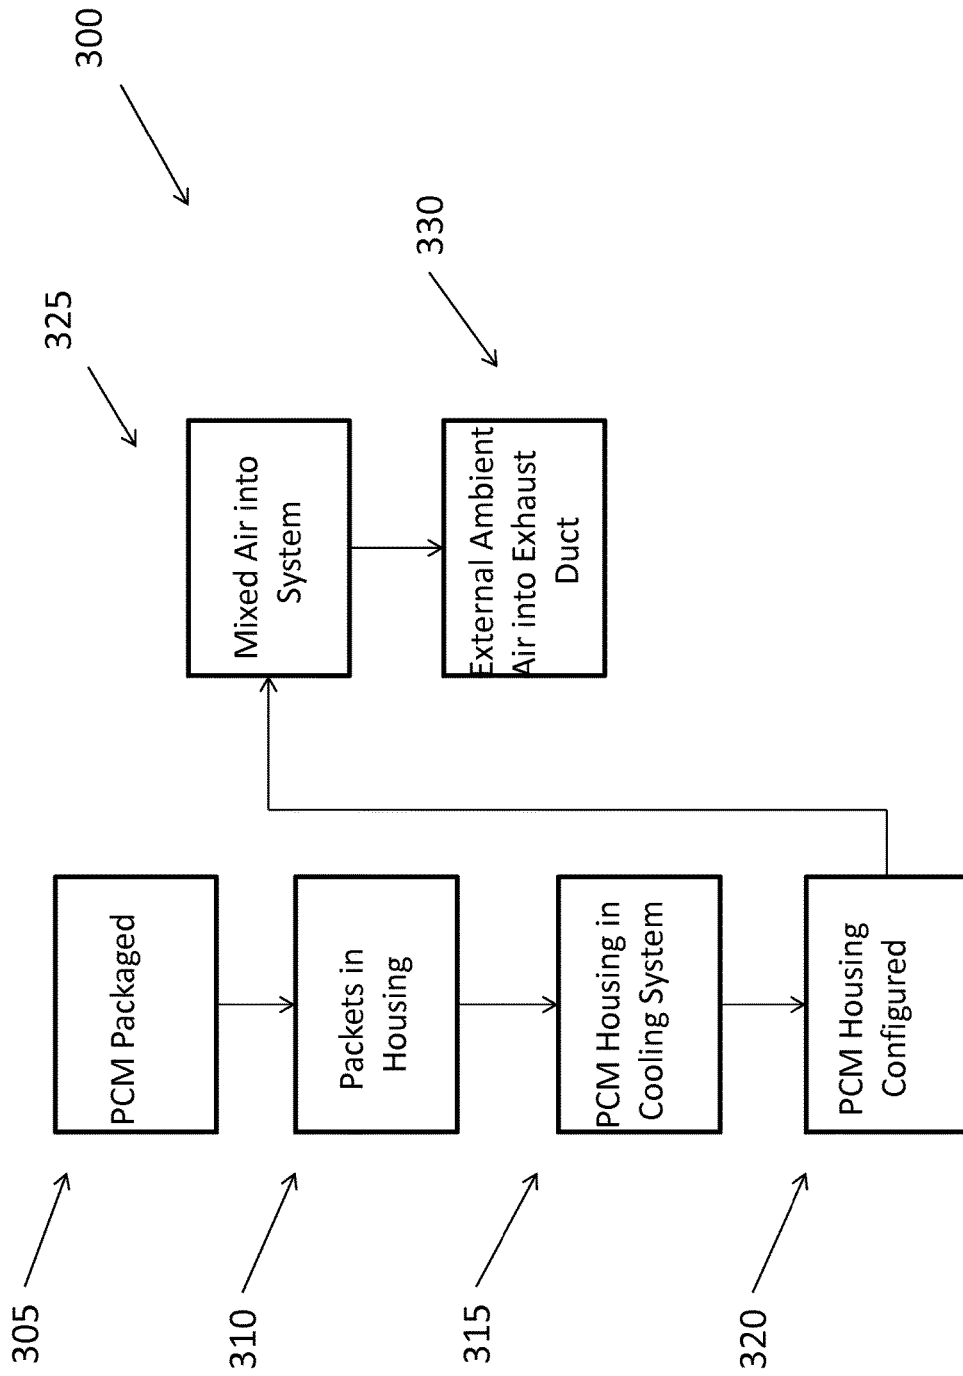 300
305
PCM Packaged
310
Packets in
Housing
315
PCM Housing in
Cooling System
320
PCM Housing
Configured
325
Mixed Air into
System
330
External Ambient
Air into Exhaust
Duct